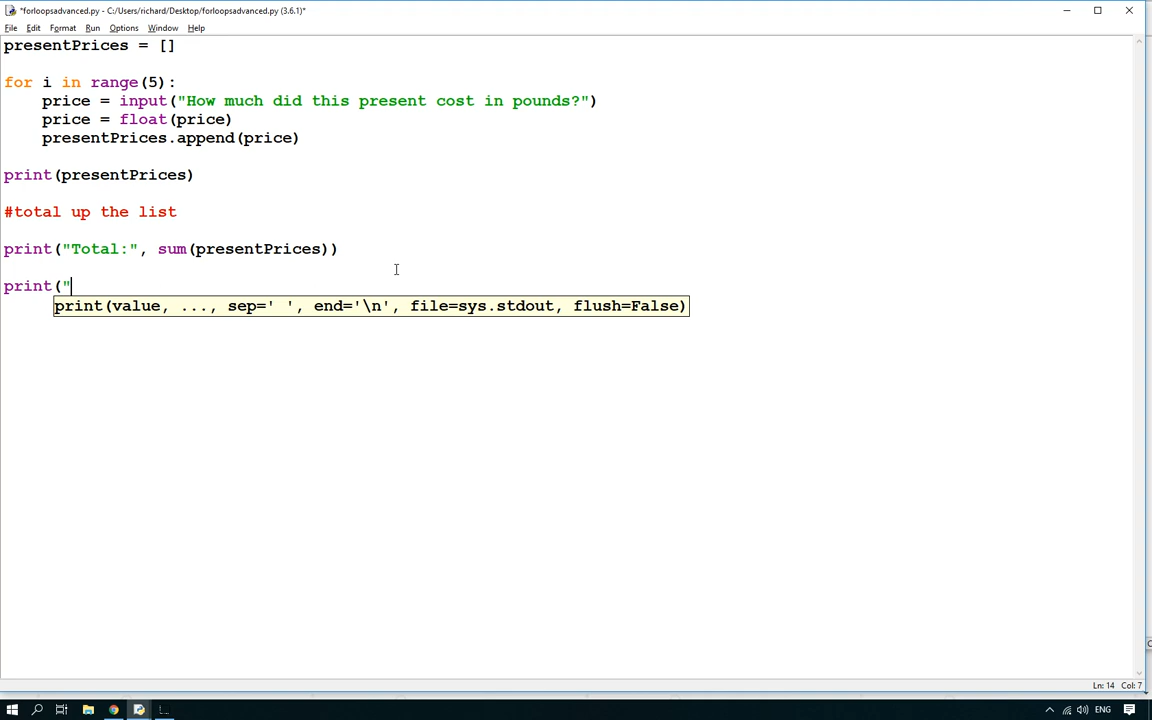 *forloopsadvanced.py - C:/Users/richard/Desktop/forloopsadvanced.py (3.6.1)*
File Edit Format Run Options Window Help
presentPrices = []
for i in range(5):
    price = input("How much did this present cost in pounds?")
    price = float(price)
    presentPrices.append(price)
print(presentPrices)
#total up the list
print("Total:", sum(presentPrices))
print("
print(value, ..., sep=' ', end='\n', file=sys.stdout, flush=False)
Ln: 14 Col: 7
ENG